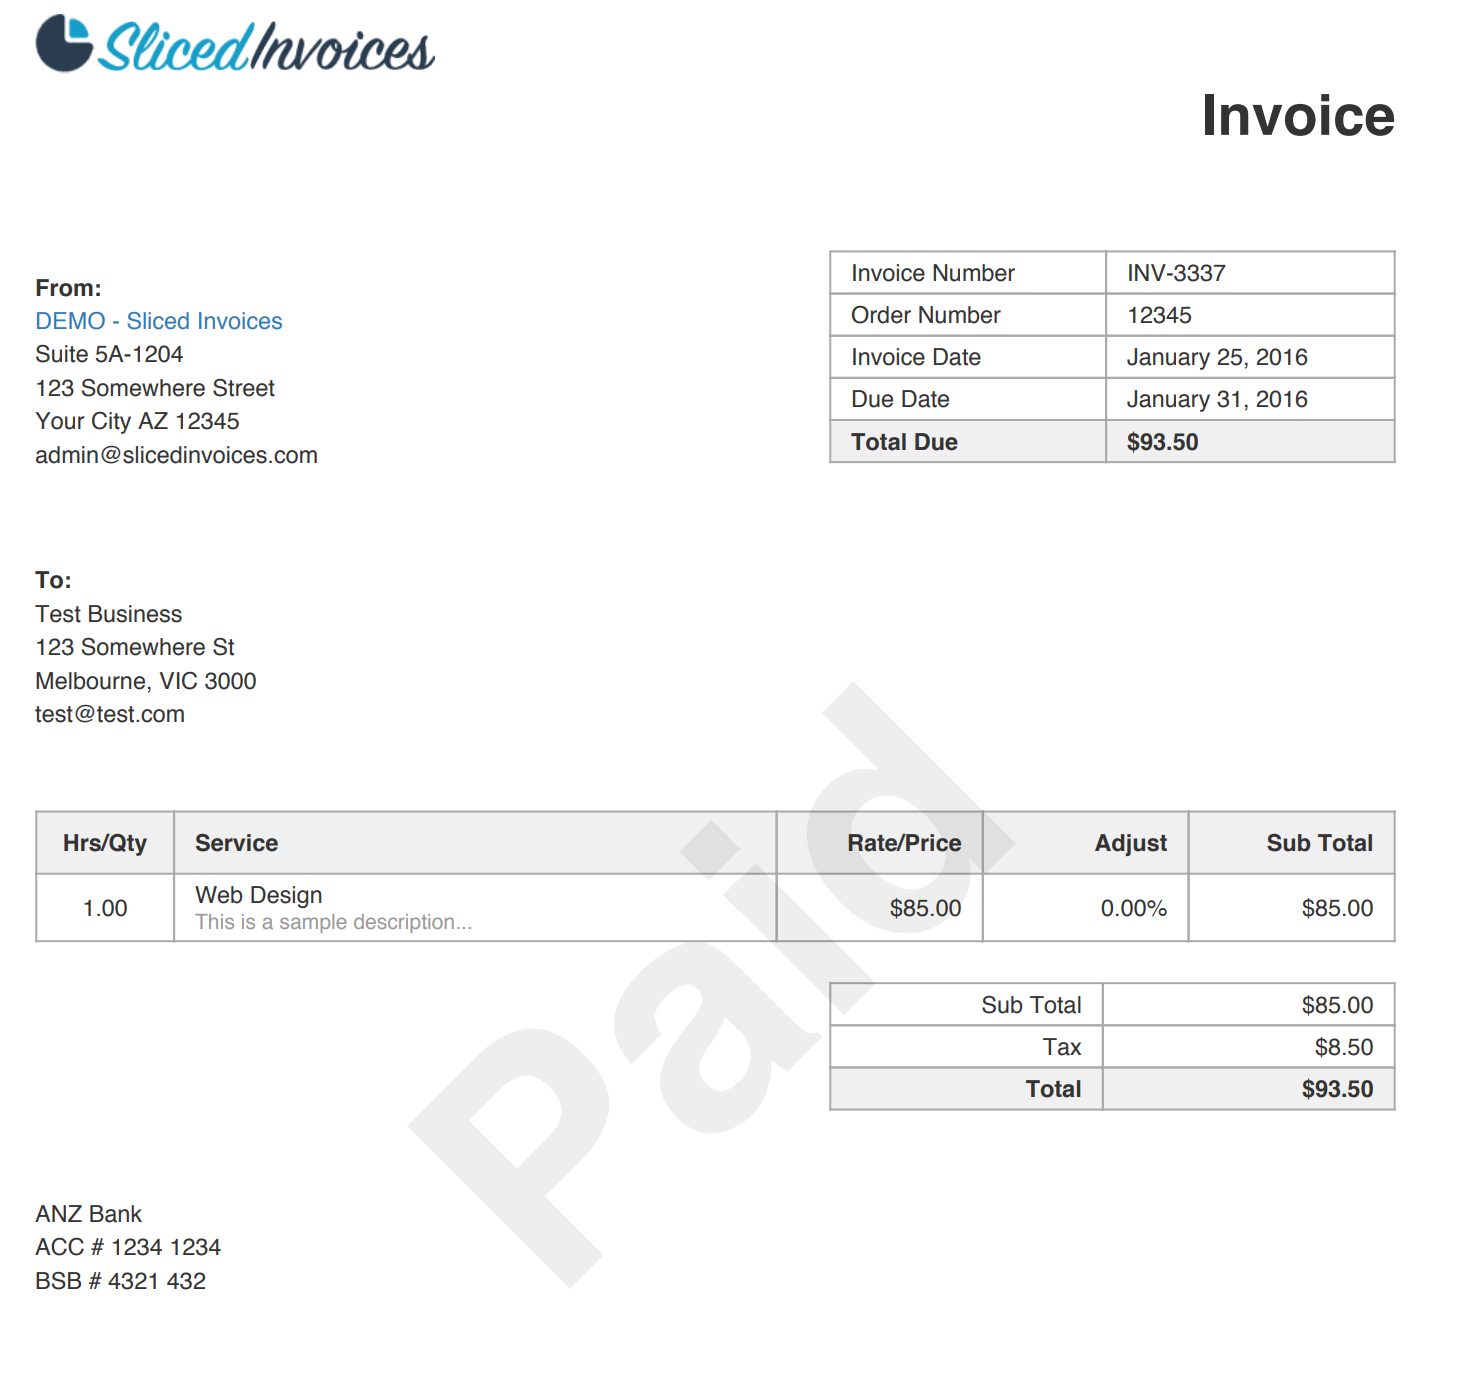 Sliced Invoices
Invoice
From:
DEMO - Sliced Invoices
Suite 5A-1204
123 Somewhere Street
Your City AZ 12345
admin@slicedinvoices.com
Invoice Number INV-3337
Order Number 12345
Invoice Date January 25, 2016
Due Date January 31, 2016
Total Due $93.50
To:
Test Business
123 Somewhere St
Melbourne, VIC 3000
test@test.com
Hrs/Qty Service Rate/Price Adjust Sub Total
1.00 Web Design $85.00 0.00% $85.00
This is a sample description...
Sub Total $85.00
Tax $8.50
Total $93.50
Paid
ANZ Bank
ACC # 1234 1234
BSB # 4321 432